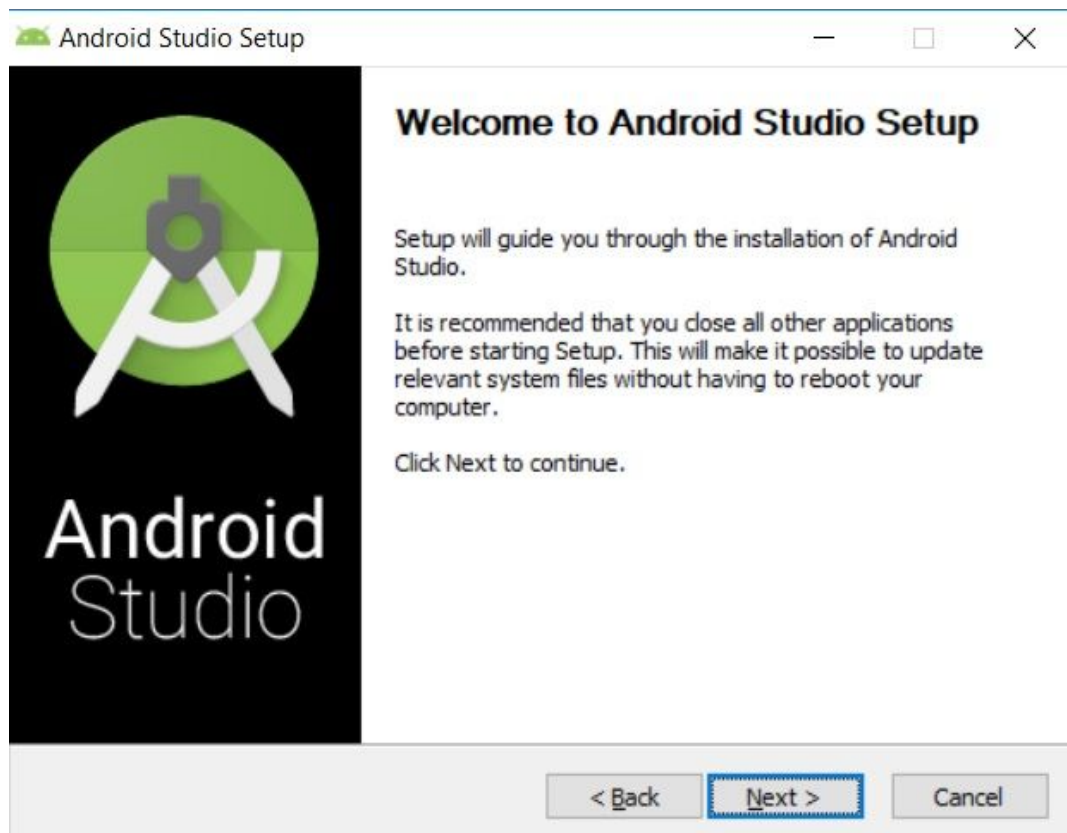 Android Studio Setup
Welcome to Android Studio Setup
Setup will guide you through the installation of Android
Studio.
It is recommended that you close all other applications
before starting Setup. This will make it possible to update
relevant system files without having to reboot your
computer.
Click Next to continue.
Android
Studio
< Back
Next >
Cancel